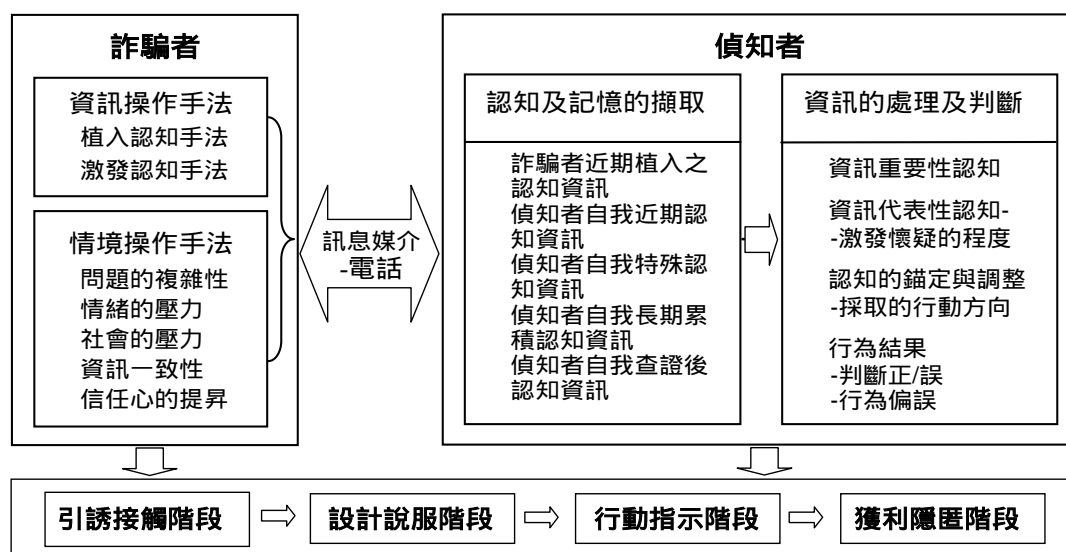 詐騙者
資訊操作手法
植入認知手法
激發認知手法
情境操作手法
問題的複雜性
情緒的壓力
社會的壓力
資訊一致性
信任心的提昇
訊息媒介
-電話
偵知者
認知及記憶的擷取
詐騙者近期植入之
認知資訊
偵知者自我近期認
知資訊
偵知者自我特殊認
知資訊
偵知者自我長期累
積認知資訊
偵知者自我查證後
認知資訊
資訊的處理及判斷
資訊重要性認知
資訊代表性認知-
-激發懷疑的程度
認知的錨定與調整
-採取的行動方向
行為結果
-判斷正/誤
-行為偏誤
引誘接觸階段
設計說服階段
行動指示階段
獲利隱匿階段